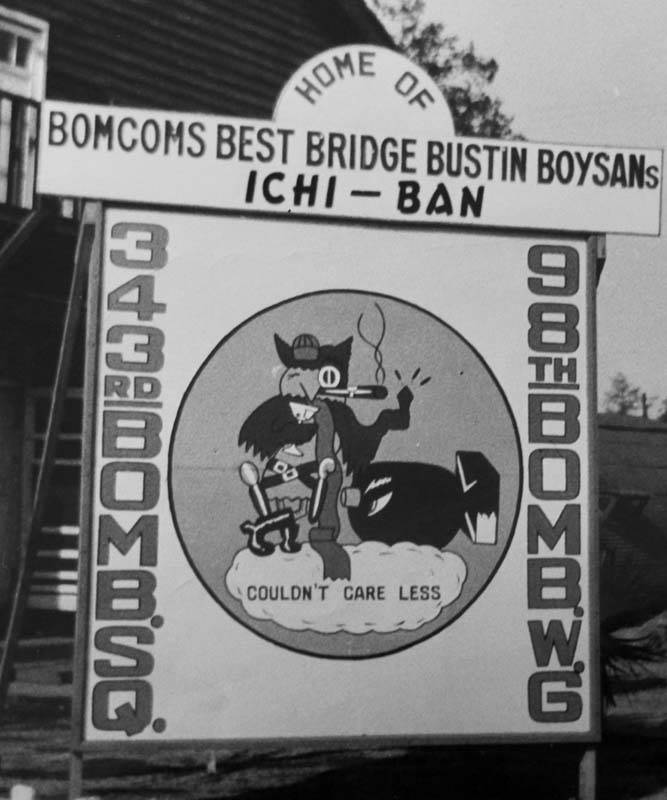 HOME OF
BOMCOMS BEST BRIDGE BUSTIN BOYSANs
ICHI – BAN
343RD BOMB. SQ.
98TH BOMB. W.G
COULDN'T CARE LESS